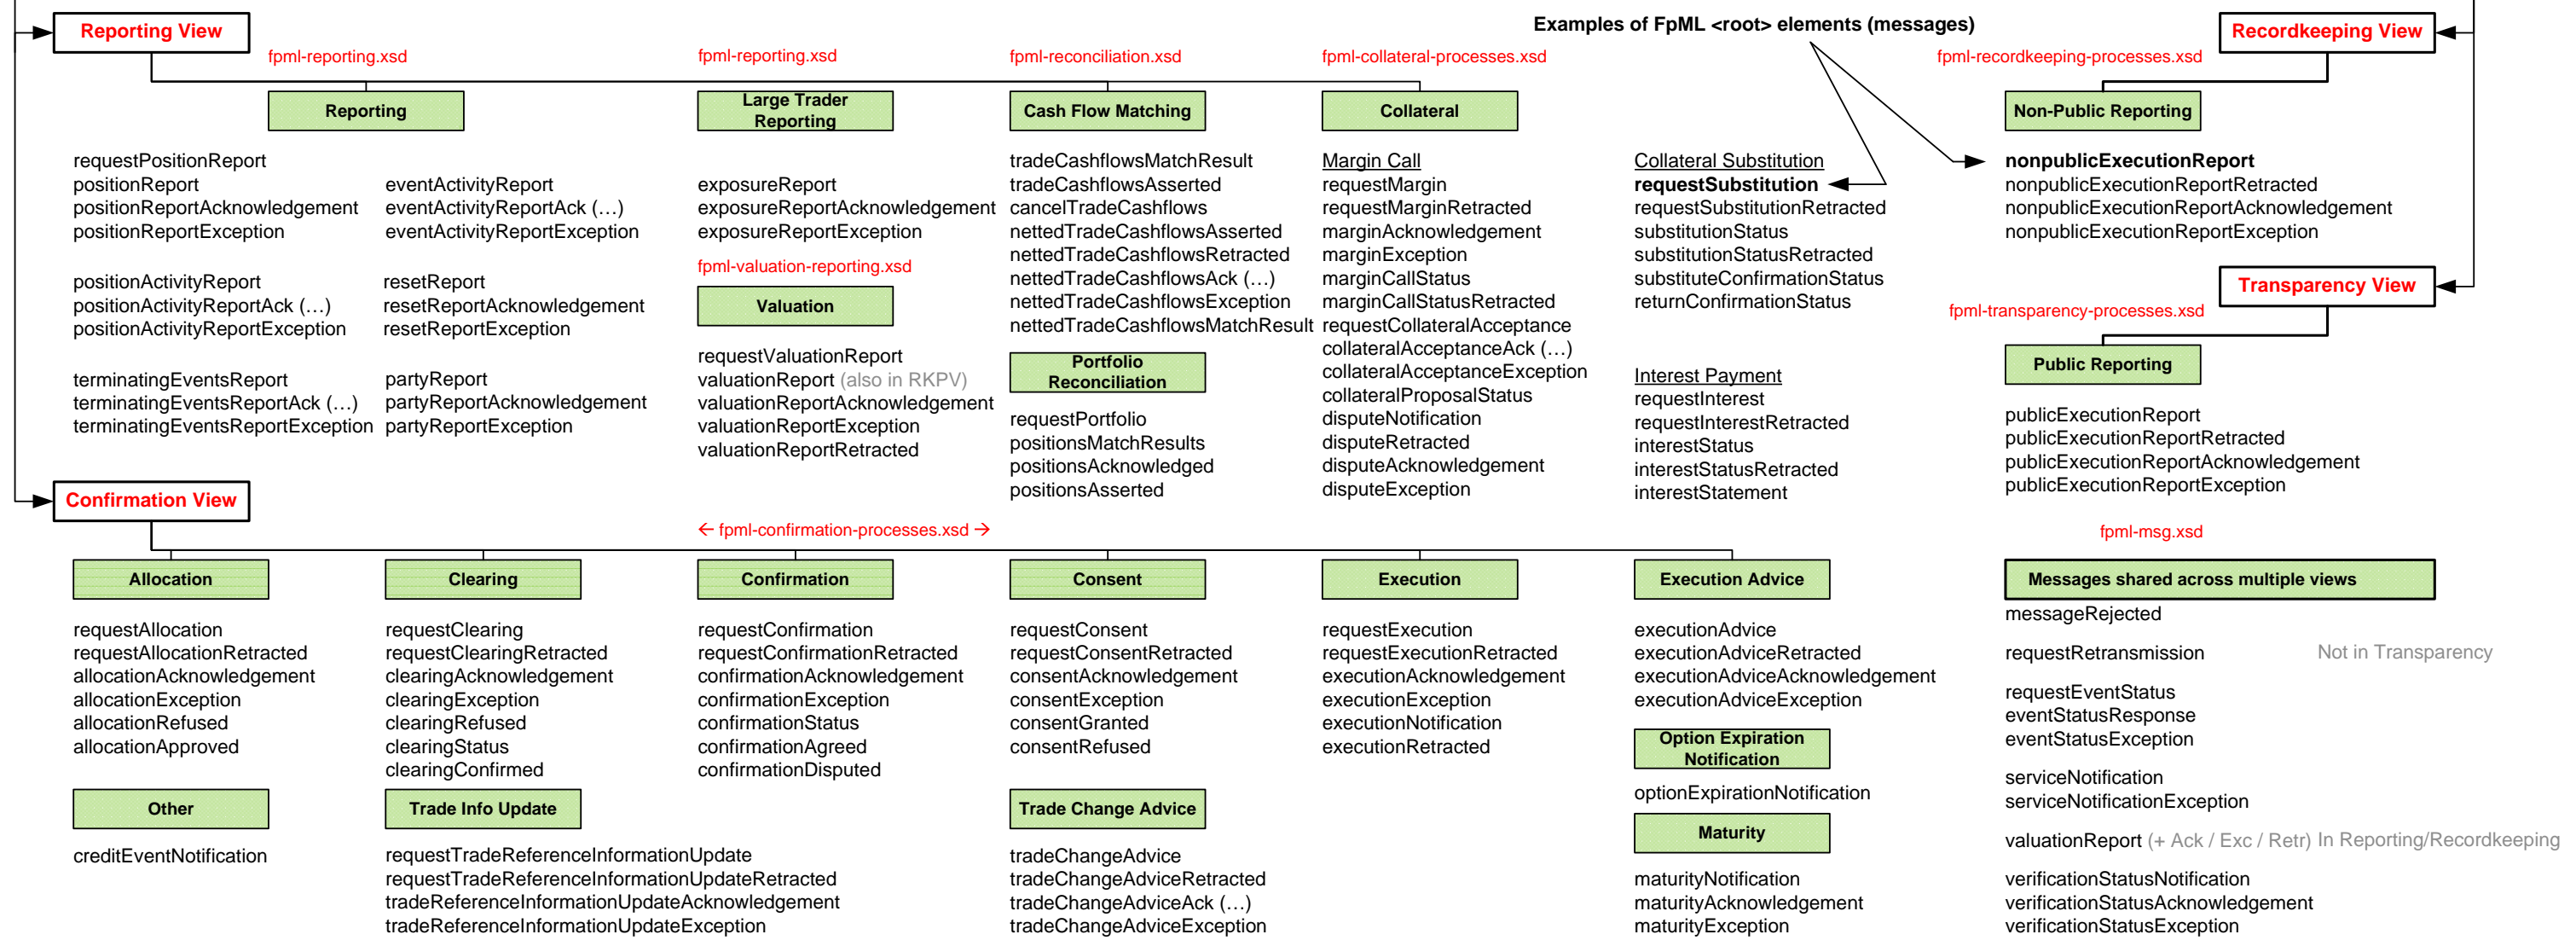 Examples of FpML <root> elements (messages)
Reporting View
fpml-reporting.xsd
Reporting
requestPositionReport
positionReport
positionReportAcknowledgement
positionReportException
positionActivityReport
positionActivityReportAck (…)
positionActivityReportException
terminatingEventsReport
terminatingEventsReportAck (…)
terminatingEventsReportException
eventActivityReport
eventActivityReportAck (…)
eventActivityReportException
resetReport
resetReportAcknowledgement
resetReportException
partyReport
partyReportAcknowledgement
partyReportException
fpml-reporting.xsd
Large Trader
Reporting
exposureReport
exposureReportAcknowledgement
exposureReportException
fpml-valuation-reporting.xsd
Valuation
requestValuationReport
valuationReport (also in RKPV)
valuationReportAcknowledgement
valuationReportException
valuationReportRetracted
fpml-reconciliation.xsd
Cash Flow Matching
tradeCashflowsMatchResult
tradeCashflowsAsserted
cancelTradeCashflows
nettedTradeCashflowsAsserted
nettedTradeCashflowsRetracted
nettedTradeCashflowsAck (…)
nettedTradeCashflowsException
nettedTradeCashflowsMatchResult
Portfolio
Reconciliation
requestPortfolio
positionsMatchResults
positionsAcknowledged
positionsAsserted
fpml-collateral-processes.xsd
Collateral
Margin Call
requestMargin
requestMarginRetracted
marginAcknowledgement
marginException
marginCallStatus
marginCallStatusRetracted
requestCollateralAcceptance
collateralAcceptanceAck (…)
collateralAcceptanceException
collateralProposalStatus
disputeNotification
disputeRetracted
disputeAcknowledgement
disputeException
Collateral Substitution
requestSubstitution
requestSubstitutionRetracted
substitutionStatus
substitutionStatusRetracted
substituteConfirmationStatus
returnConfirmationStatus
Interest Payment
requestInterest
requestInterestRetracted
interestStatus
interestStatusRetracted
interestStatement
Recordkeeping View
fpml-recordkeeping-processes.xsd
Non-Public Reporting
nonpublicExecutionReport
nonpublicExecutionReportRetracted
nonpublicExecutionReportAcknowledgement
nonpublicExecutionReportException
Transparency View
fpml-transparency-processes.xsd
Public Reporting
publicExecutionReport
publicExecutionReportRetracted
publicExecutionReportAcknowledgement
publicExecutionReportException
Confirmation View
← fpml-confirmation-processes.xsd →
Allocation
requestAllocation
requestAllocationRetracted
allocationAcknowledgement
allocationException
allocationRefused
allocationApproved
Other
creditEventNotification
Clearing
requestClearing
requestClearingRetracted
clearingAcknowledgement
clearingException
clearingRefused
clearingStatus
clearingConfirmed
Trade Info Update
requestTradeReferenceInformationUpdate
requestTradeReferenceInformationUpdateRetracted
tradeReferenceInformationUpdateAcknowledgement
tradeReferenceInformationUpdateException
Confirmation
requestConfirmation
requestConfirmationRetracted
confirmationAcknowledgement
confirmationException
confirmationStatus
confirmationAgreed
confirmationDisputed
Consent
requestConsent
requestConsentRetracted
consentAcknowledgement
consentException
consentGranted
consentRefused
Trade Change Advice
tradeChangeAdvice
tradeChangeAdviceRetracted
tradeChangeAdviceAck (…)
tradeChangeAdviceException
Execution
requestExecution
requestExecutionRetracted
executionAcknowledgement
executionException
executionNotification
executionRetracted
Execution Advice
executionAdvice
executionAdviceRetracted
executionAdviceAcknowledgement
executionAdviceException
Option Expiration
Notification
optionExpirationNotification
Maturity
maturityNotification
maturityAcknowledgement
maturityException
fpml-msg.xsd
Messages shared across multiple views
messageRejected
requestRetransmission Not in Transparency
requestEventStatus
eventStatusResponse
eventStatusException
serviceNotification
serviceNotificationException
valuationReport (+ Ack / Exc / Retr) In Reporting/Recordkeeping
verificationStatusNotification
verificationStatusAcknowledgement
verificationStatusException